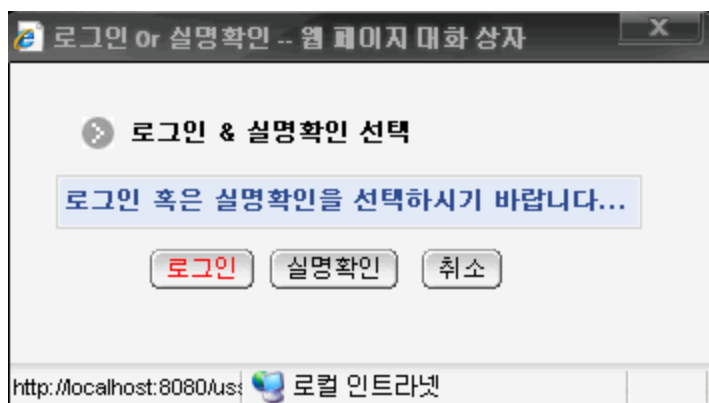 로그인 or 실명확인 -- 웹 페이지 대화 상자
로그인 & 실명확인 선택
로그인 혹은 실명확인을 선택하시기 바랍니다...
로그인 실명확인 취소
http://localhost:8080/us 로컬 인트라넷